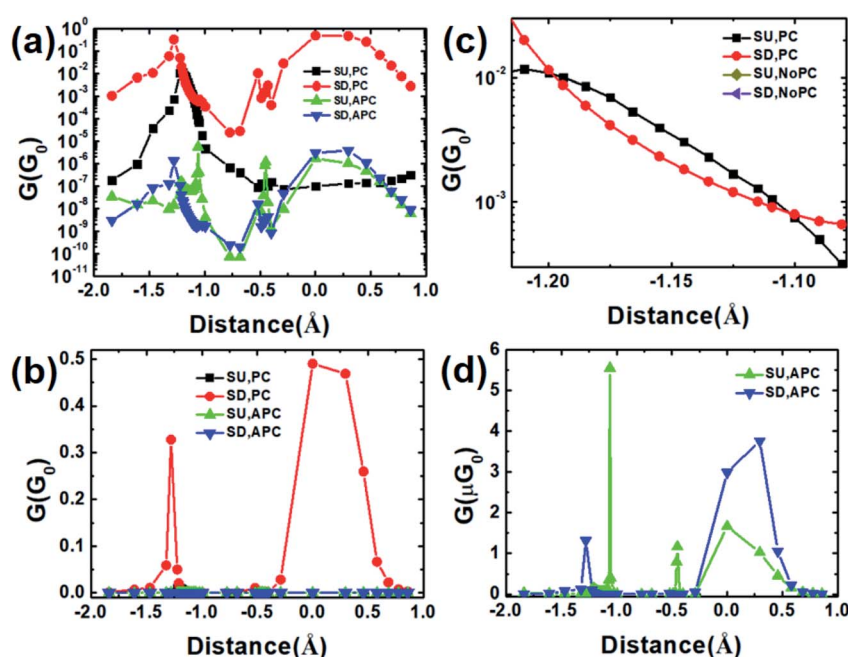 (a)
G(G0)
10^0
10^-1
10^-2
10^-3
10^-4
10^-5
10^-6
10^-7
10^-8
10^-9
10^-10
10^-11
SU,PC
SD,PC
SU,APC
SD,APC
-2.0 -1.5 -1.0 -0.5 0.0 0.5 1.0
Distance(Å)
(c)
G(G0)
10^-2
10^-3
SU,PC
SD,PC
SU,NoPC
SD,NoPC
-1.20 -1.15 -1.10
Distance(Å)
(b)
G(G0)
0.5
0.4
0.3
0.2
0.1
0.0
SU,PC
SD,PC
SU,APC
SD,APC
-2.0 -1.5 -1.0 -0.5 0.0 0.5 1.0
Distance(Å)
(d)
G(μG0)
6
5
4
3
2
1
0
SU,APC
SD,APC
-2.0 -1.5 -1.0 -0.5 0.0 0.5 1.0
Distance(Å)